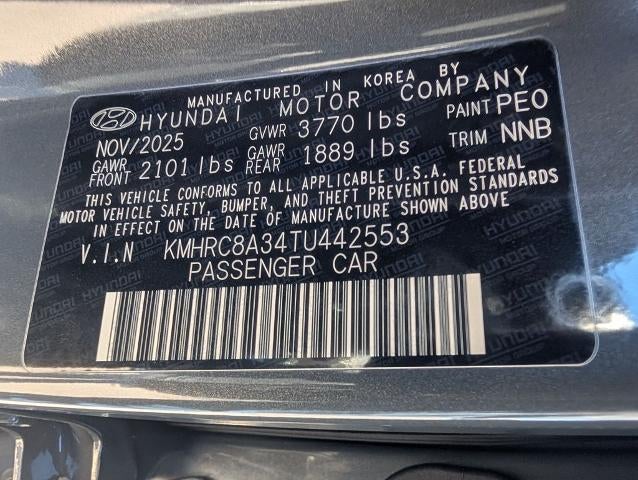 MANUFACTURED IN KOREA BY
HYUNDAI MOTOR COMPANY
NOV/2025 GVWR 3770 lbs PAINT PEO
GAWR FRONT 2101 lbs GAWR REAR 1889 lbs TRIM NNB
THIS VEHICLE CONFORMS TO ALL APPLICABLE U.S.A. FEDERAL
MOTOR VEHICLE SAFETY, BUMPER, AND THEFT PREVENTION STANDARDS
IN EFFECT ON THE DATE OF MANUFACTURE SHOWN ABOVE
V.I.N KMHRC8A34TU442553
PASSENGER CAR